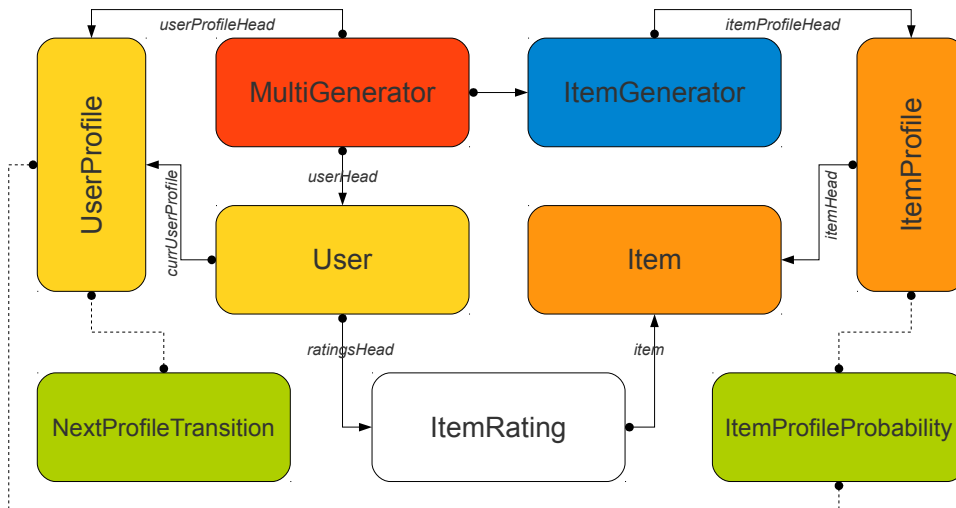 userProfileHead
itemProfileHead
MultiGenerator
ItemGenerator
UserProfile
ItemProfile
userHead
currUserProfile
itemHead
User
Item
ratingsHead
item
NextProfileTransition
ItemRating
ItemProfileProbability